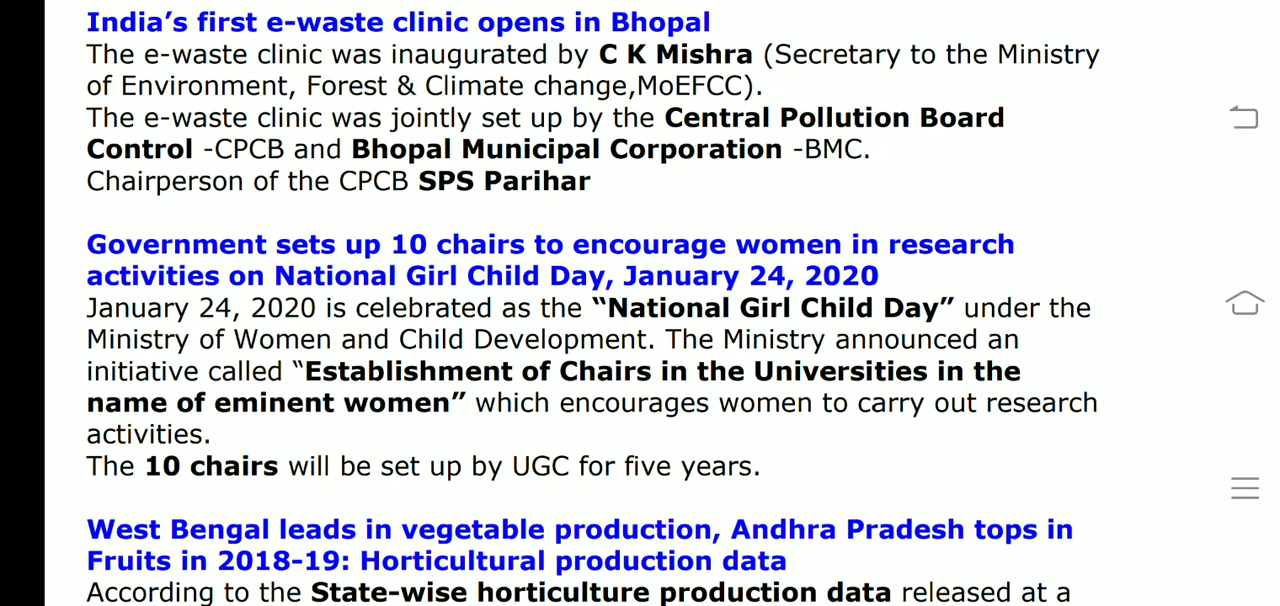 India's first e-waste clinic opens in Bhopal
The e-waste clinic was inaugurated by C K Mishra (Secretary to the Ministry
of Environment, Forest & Climate change,MoEFCC).
The e-waste clinic was jointly set up by the Central Pollution Board
Control -CPCB and Bhopal Municipal Corporation -BMC.
Chairperson of the CPCB SPS Parihar
Government sets up 10 chairs to encourage women in research
activities on National Girl Child Day, January 24, 2020
January 24, 2020 is celebrated as the “National Girl Child Day” under the
Ministry of Women and Child Development. The Ministry announced an
initiative called “Establishment of Chairs in the Universities in the
name of eminent women” which encourages women to carry out research
activities.
The 10 chairs will be set up by UGC for five years.
West Bengal leads in vegetable production, Andhra Pradesh tops in
Fruits in 2018-19: Horticultural production data
According to the State-wise horticulture production data released at a